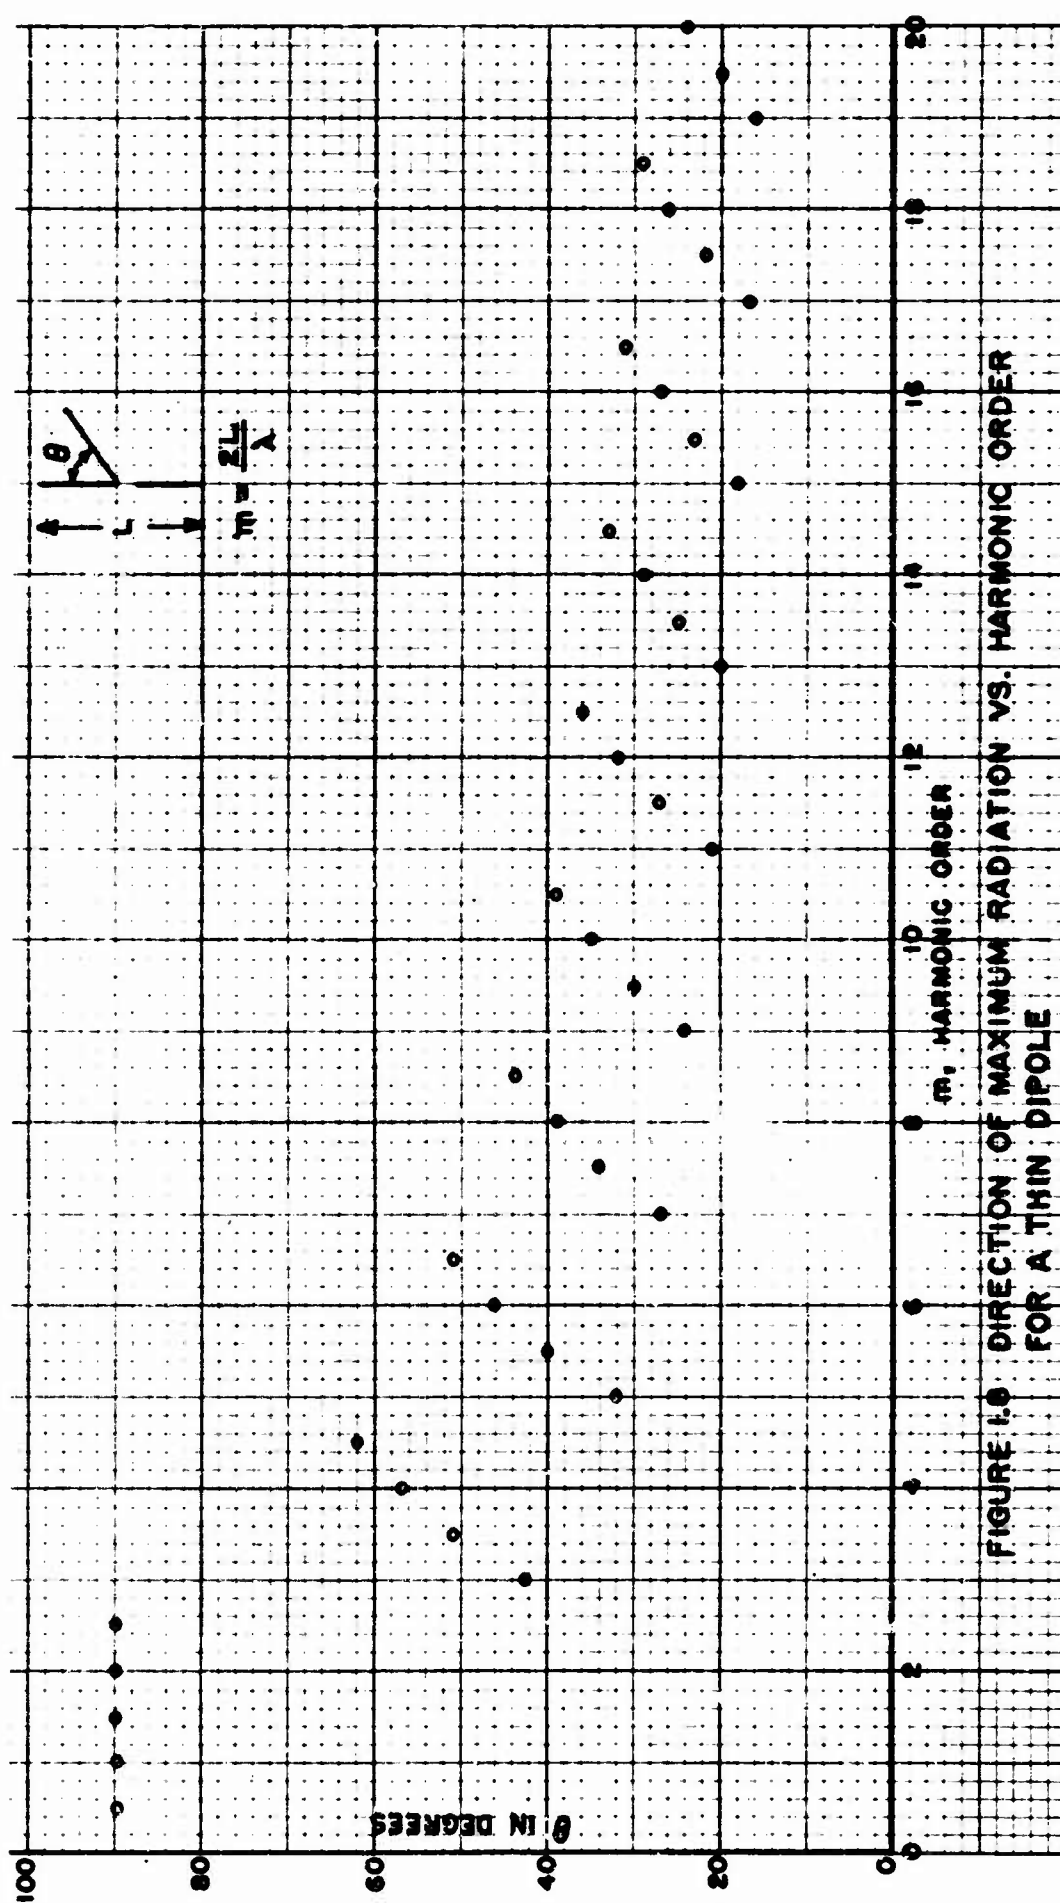 100
80
60
40
20
0
θ IN DEGREES
L
θ
m = 2L/λ
0
2
4
6
8
10
12
14
16
18
20
m, HARMONIC ORDER
FIGURE 1.8 DIRECTION OF MAXIMUM RADIATION VS. HARMONIC ORDER
FOR A THIN DIPOLE